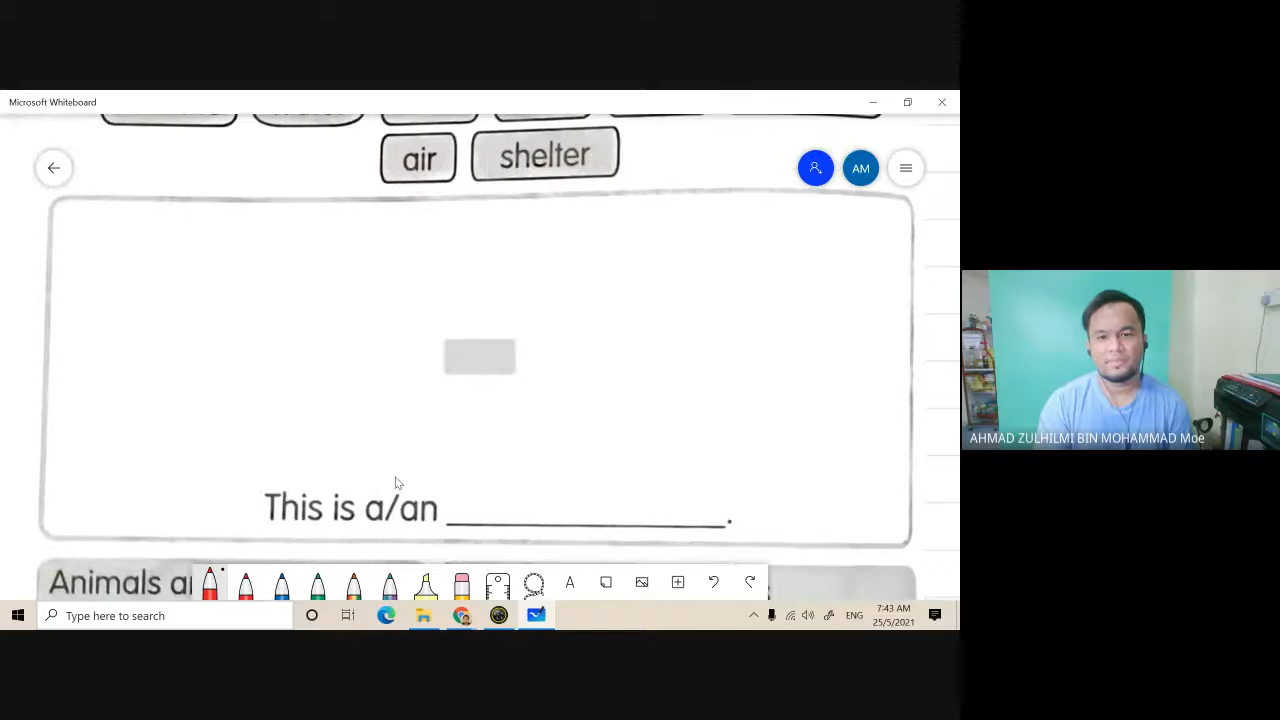 Microsoft Whiteboard
air
shelter
AM
This is a/an ____________________.
Animals
A
AHMAD ZULHILMI BIN MOHAMMAD Moe
Type here to search
ENG
7:43 AM
25/5/2021